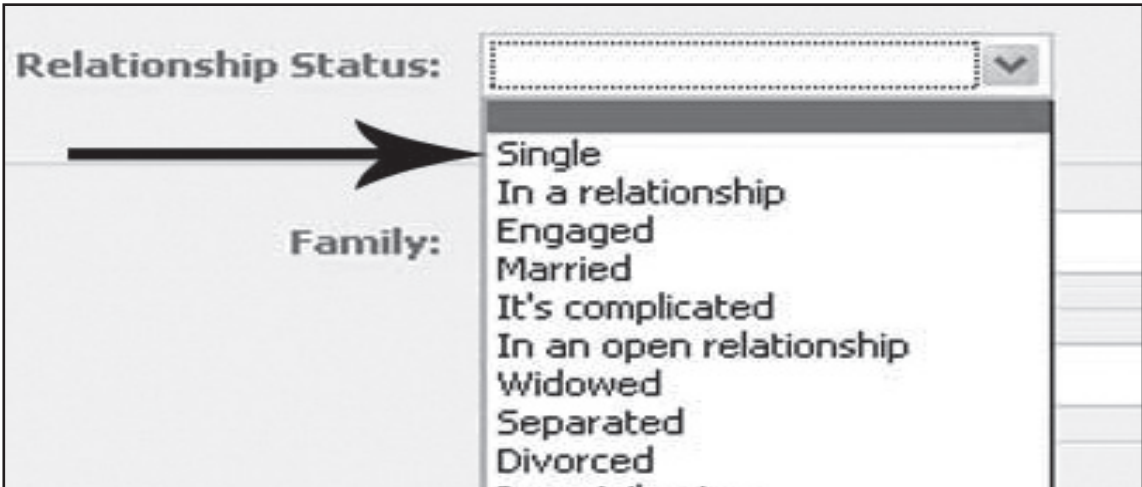 Relationship Status:
Single
In a relationship
Engaged
Family:
Married
It's complicated
In an open relationship
Widowed
Separated
Divorced